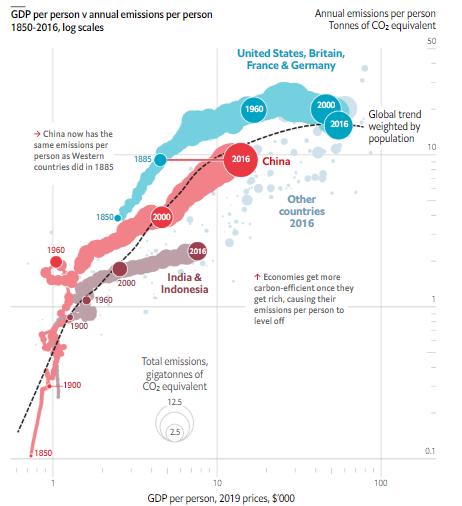 GDP per person v annual emissions per person
1850-2016, log scales
Annual emissions per person
Tonnes of CO₂ equivalent
50
United States, Britain,
France & Germany
1960
2000
2016
Global trend
weighted by
population
→ China now has the
same emissions per
person as Western
countries did in 1885
1885
2016
China
10
Other
countries
2016
1850
2000
1960
2016
2000
India &
Indonesia
↑ Economies get more
carbon-efficient once they
get rich, causing their
emissions per person to
level off
1960
1
1900
Total emissions,
gigatonnes of
CO₂ equivalent
12.5
2.5
1900
1850
0.1
1
10
100
GDP per person, 2019 prices, $'000